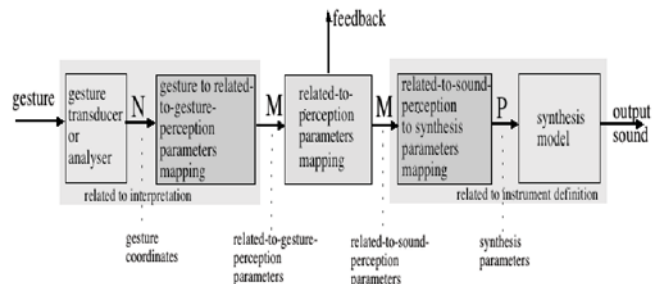 feedback
gesture
gesture
transducer
or
analyser
N
gesture to related-
to-gesture-
perception
parameters
mapping
M
related-to-
perception
parameters
mapping
M
related-to-sound-
perception
to synthesis
parameters
mapping
P
synthesis
model
output
sound
related to interpretation
related to instrument definition
gesture
coordinates
related-to-gesture-
perception
parameters
related-to-sound-
perception
parameters
synthesis
parameters